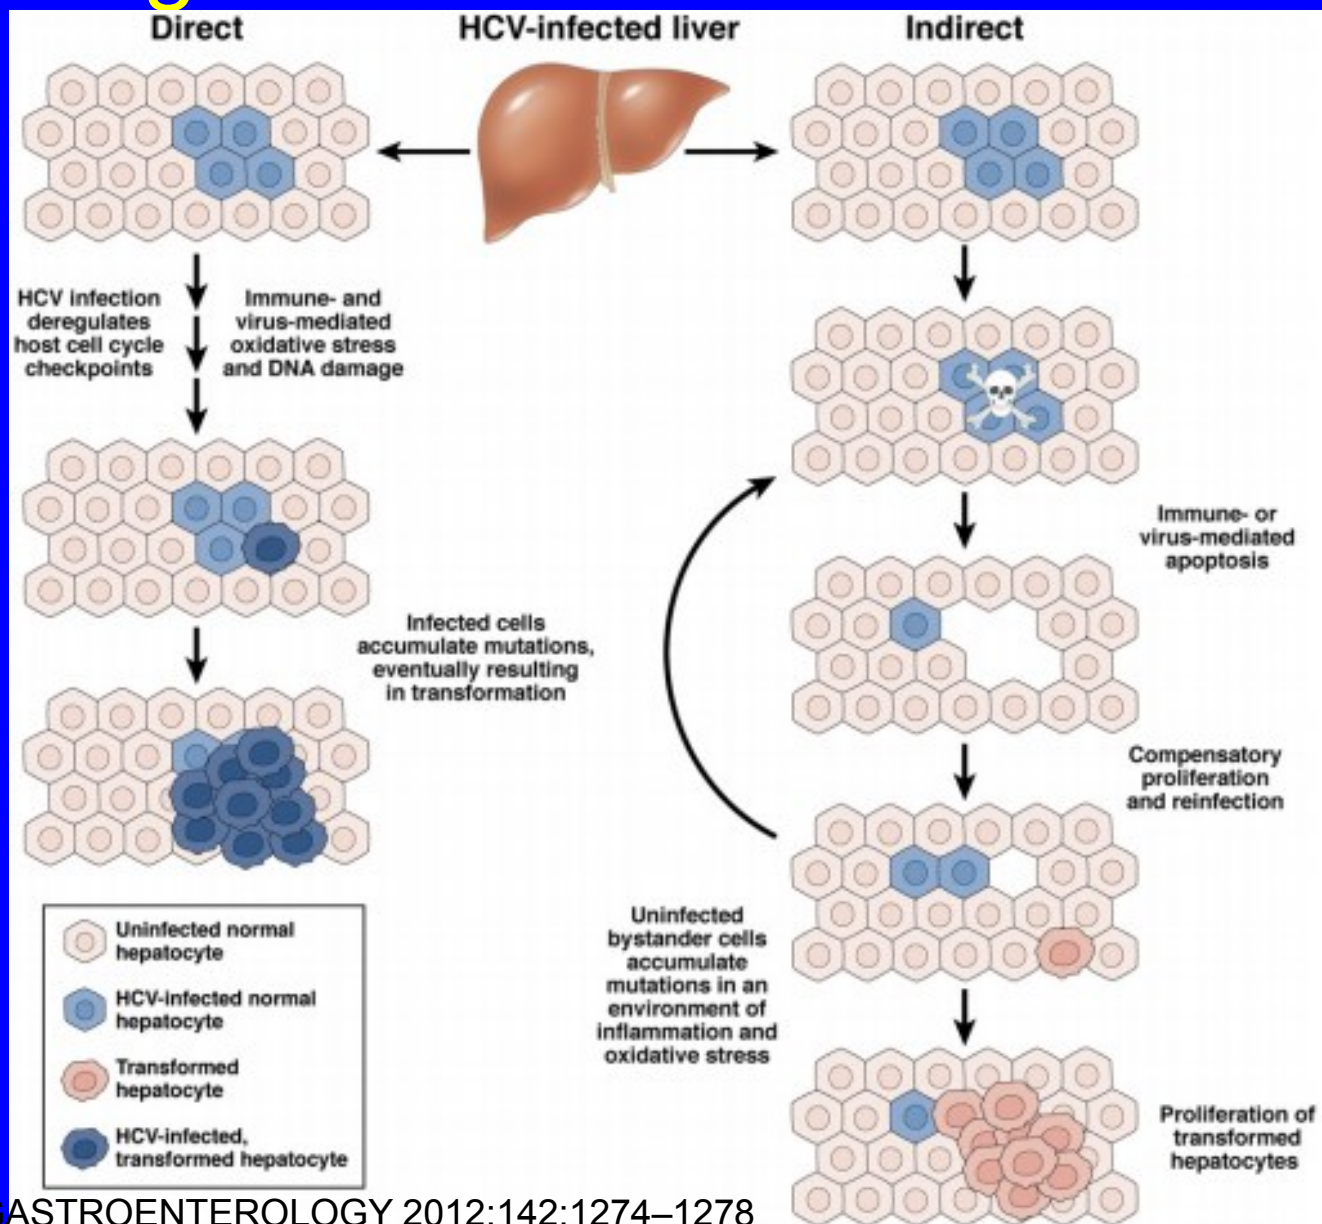 Direct
HCV-infected liver
Indirect
HCV infection
deregulates
host cell cycle
checkpoints
Immune- and
virus-mediated
oxidative stress
and DNA damage
Infected cells
accumulate mutations,
eventually resulting
in transformation
Immune- or
virus-mediated
apoptosis
Compensatory
proliferation
and reinfection
Uninfected
bystander cells
accumulate
mutations in an
environment of
inflammation and
oxidative stress
Proliferation of
transformed
hepatocytes
Uninfected normal
hepatocyte
HCV-infected normal
hepatocyte
Transformed
hepatocyte
HCV-infected,
transformed hepatocyte
GASTROENTEROLOGY 2012;142:1274–1278